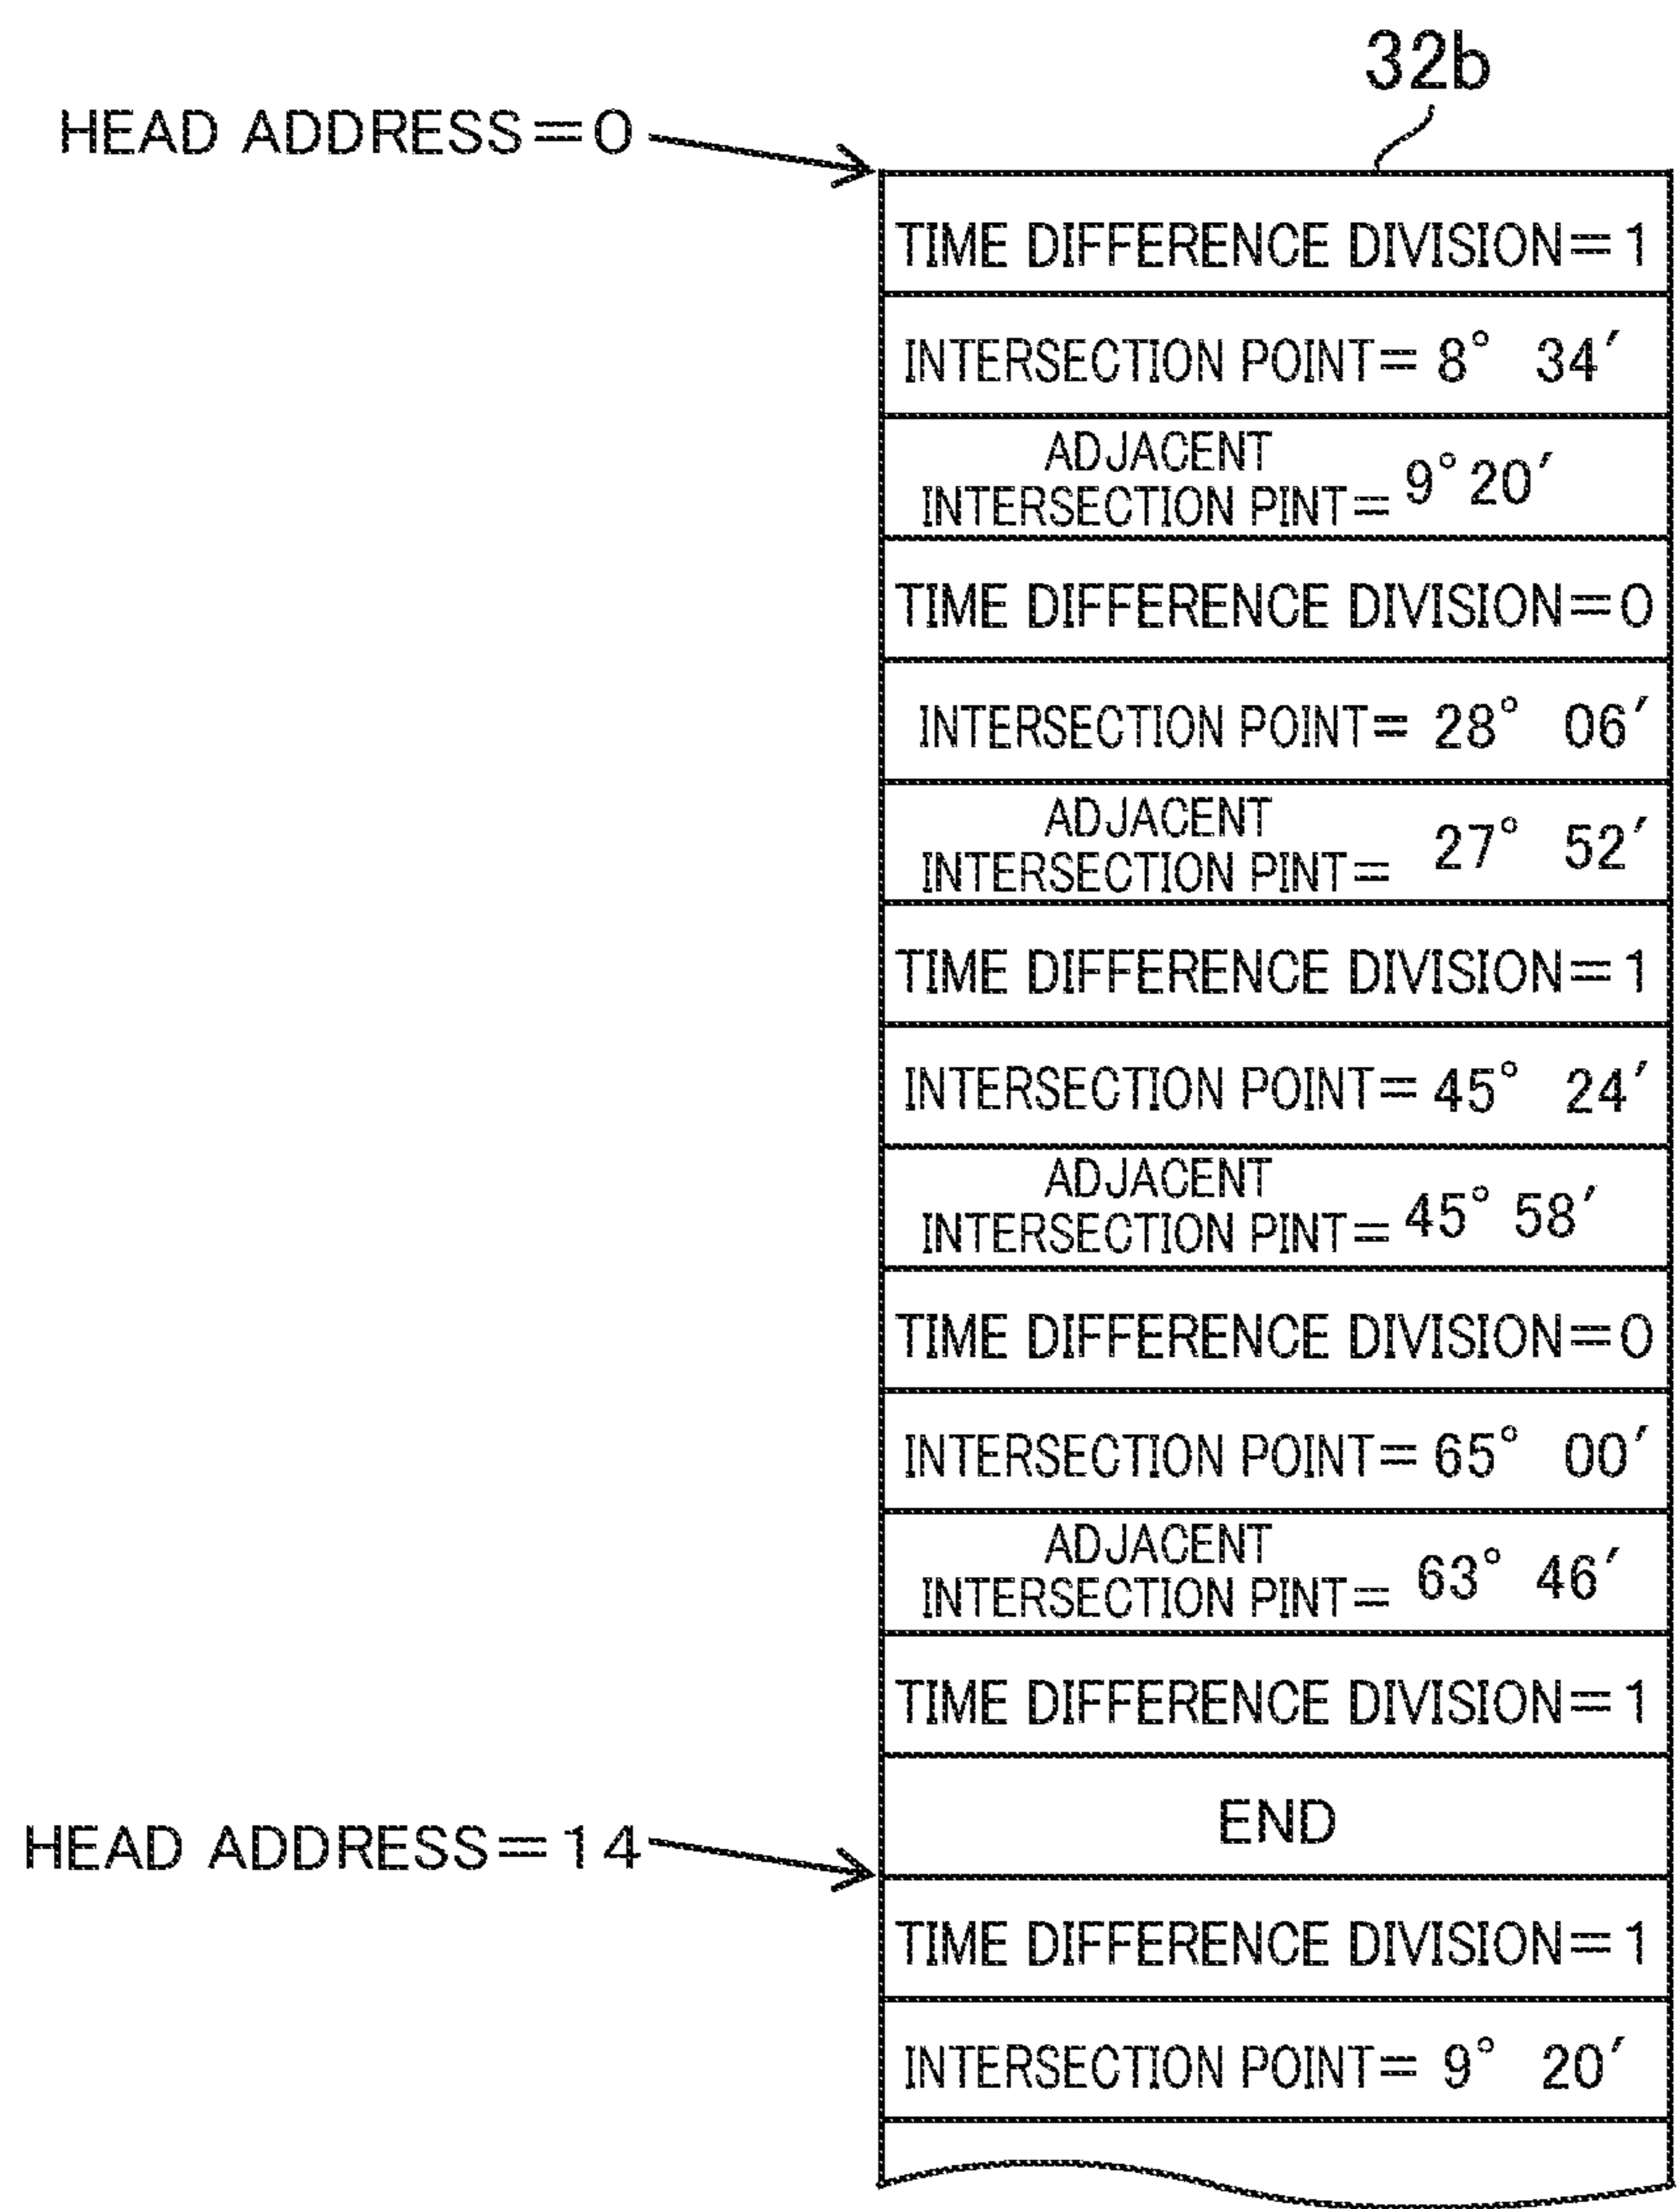 32b
HEAD ADDRESS=0
TIME DIFFERENCE DIVISION=1
INTERSECTION POINT= 8° 34′
ADJACENT
INTERSECTION PINT= 9°20′
TIME DIFFERENCE DIVISION=0
INTERSECTION POINT= 28° 06′
ADJACENT
INTERSECTION PINT= 27° 52′
TIME DIFFERENCE DIVISION=1
INTERSECTION POINT= 45° 24′
ADJACENT
INTERSECTION PINT= 45° 58′
TIME DIFFERENCE DIVISION=0
INTERSECTION POINT= 65° 00′
ADJACENT
INTERSECTION PINT= 63° 46′
TIME DIFFERENCE DIVISION=1
END
HEAD ADDRESS=14
TIME DIFFERENCE DIVISION=1
INTERSECTION POINT= 9° 20′